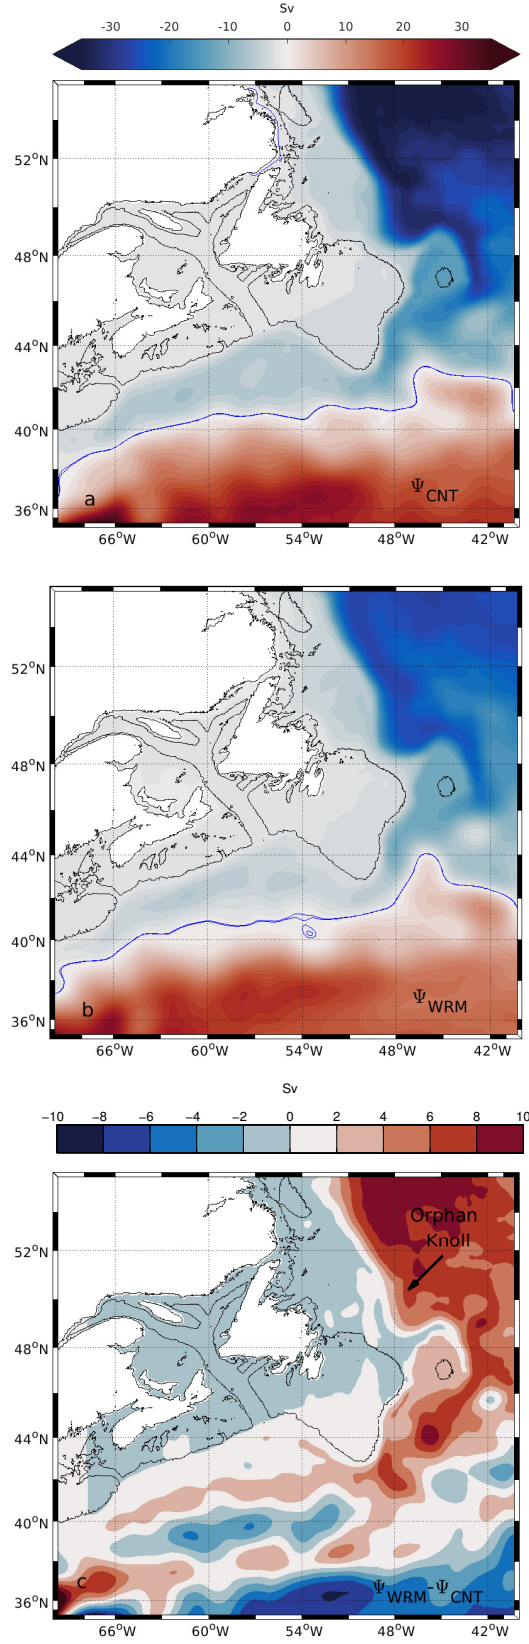 Sv
-30 -20 -10 0 10 20 30
52°N
48°N
44°N
40°N
36°N
a
Ψ_CNT
66°W 60°W 54°W 48°W 42°W
52°N
48°N
44°N
40°N
36°N
b
Ψ_WRM
66°W 60°W 54°W 48°W 42°W
Sv
−10 −8 −6 −4 −2 0 2 4 6 8 10
Orphan
Knoll
52°N
48°N
44°N
40°N
36°N
c
Ψ_WRM-Ψ_CNT
66°W 60°W 54°W 48°W 42°W